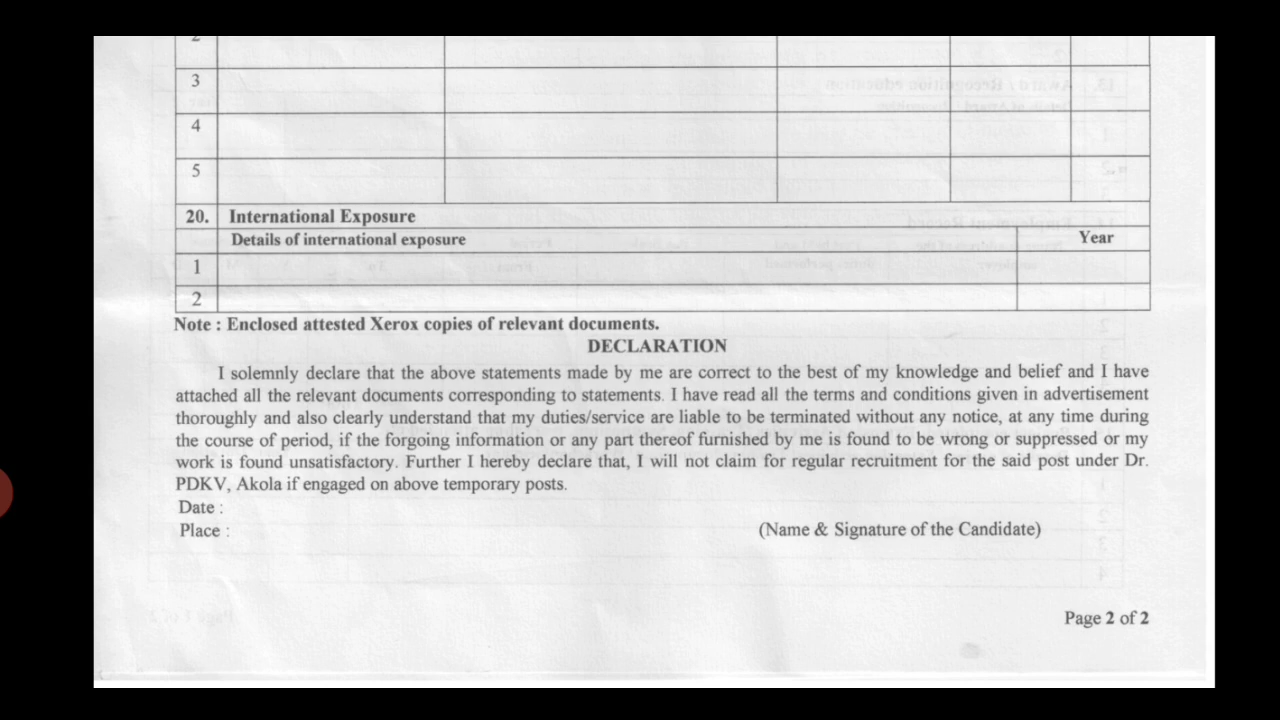 3
4
5
20. International Exposure
Details of international exposure Year
1
2
Note : Enclosed attested Xerox copies of relevant documents.
DECLARATION
I solemnly declare that the above statements made by me are correct to the best of my knowledge and belief and I have
attached all the relevant documents corresponding to statements. I have read all the terms and conditions given in advertisement
thoroughly and also clearly understand that my duties/service are liable to be terminated without any notice, at any time during
the course of period, if the forgoing information or any part thereof furnished by me is found to be wrong or suppressed or my
work is found unsatisfactory. Further I hereby declare that, I will not claim for regular recruitment for the said post under Dr.
PDKV, Akola if engaged on above temporary posts.
Date :
Place :
(Name & Signature of the Candidate)
Page 2 of 2